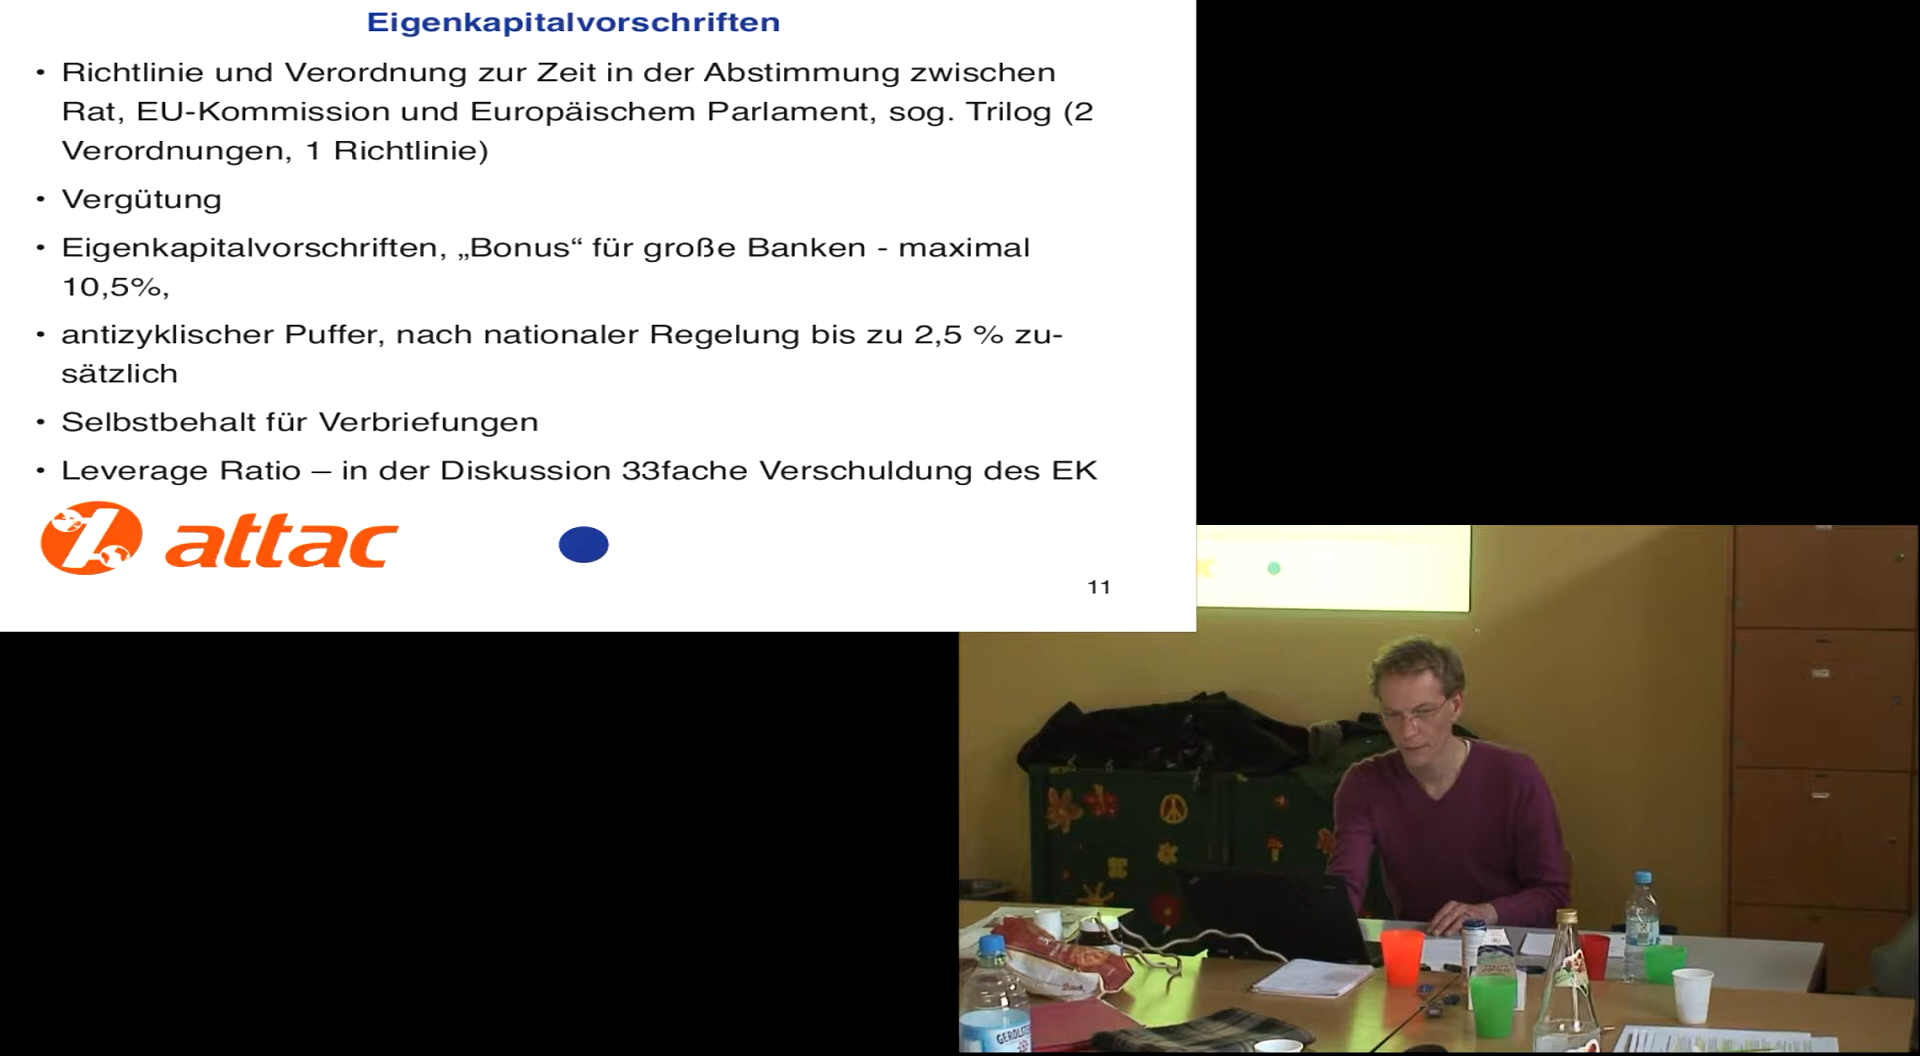 Eigenkapitalvorschriften
• Richtlinie und Verordnung zur Zeit in der Abstimmung zwischen
Rat, EU-Kommission und Europäischem Parlament, sog. Trilog (2
Verordnungen, 1 Richtlinie)
• Vergütung
• Eigenkapitalvorschriften, „Bonus“ für große Banken - maximal
10,5%,
• antizyklischer Puffer, nach nationaler Regelung bis zu 2,5 % zu-
sätzlich
• Selbstbehalt für Verbriefungen
• Leverage Ratio – in der Diskussion 33fache Verschuldung des EK
attac
11